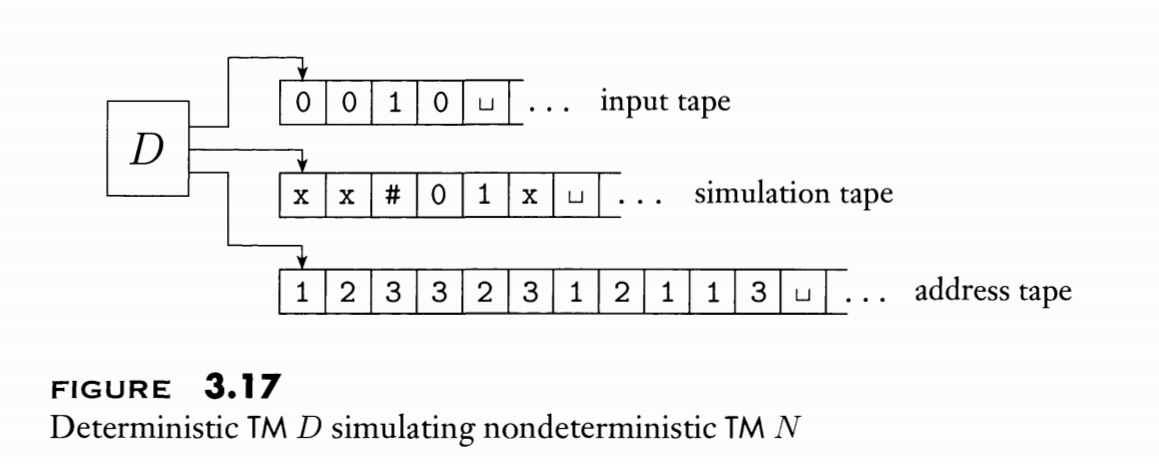 0 0 1 0 ⊔ ... input tape
D
x x # 0 1 x ⊔ ... simulation tape
1 2 3 3 2 3 1 2 1 1 3 ⊔ ... address tape
FIGURE 3.17
Deterministic TM D simulating nondeterministic TM N